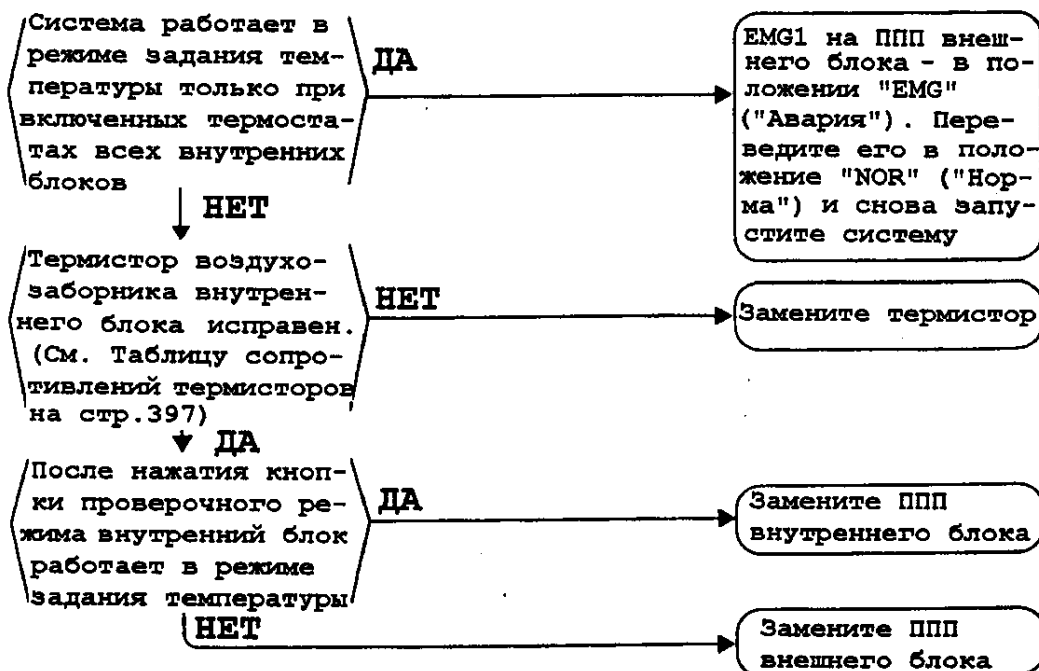 Система работает в
режиме задания тем-
пературы только при
включенных термоста-
тах всех внутренних
блоков
ДА
EMG1 на ППП внеш-
него блока - в по-
ложении "EMG"
("Авария"). Пере-
ведите его в поло-
жение "NOR" ("Нор-
ма") и снова запу-
стите систему
НЕТ
Термистор воздухо-
заборника внутрен-
него блока исправен.
(См. Таблицу сопро-
тивлений термисторов
на стр.397)
НЕТ
Замените термистор
ДА
После нажатия кноп-
ки проверочного ре-
жима внутренний блок
работает в режиме
задания температуры
ДА
Замените ППП
внутреннего блока
НЕТ
Замените ППП
внешнего блока